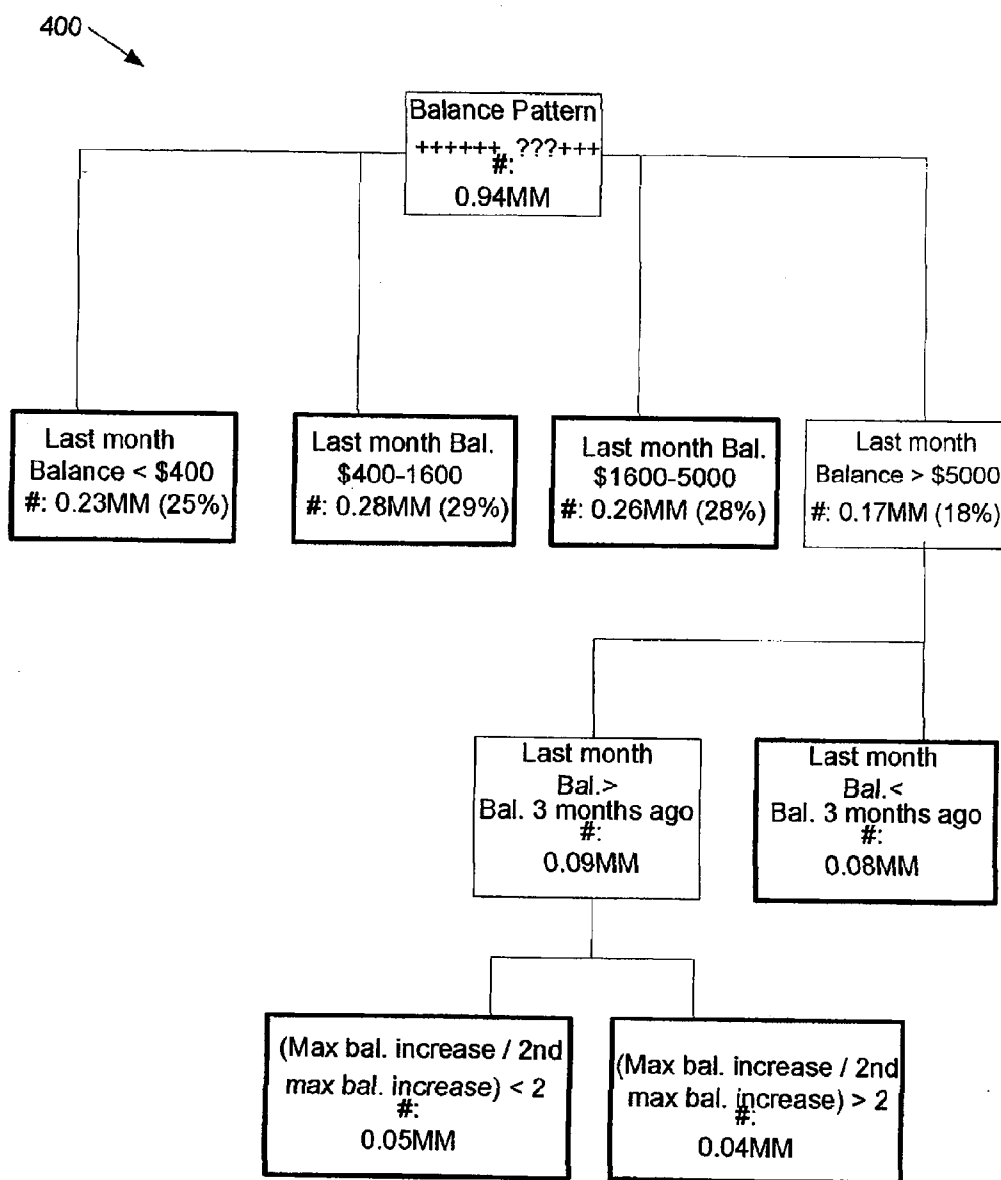 400
Balance Pattern
++++++, ???+++
#:
0.94MM
Last month
Balance < $400
#: 0.23MM (25%)
Last month Bal.
$400-1600
#: 0.28MM (29%)
Last month Bal.
$1600-5000
#: 0.26MM (28%)
Last month
Balance > $5000
#: 0.17MM (18%)
Last month
Bal.>
Bal. 3 months ago
#:
0.09MM
Last month
Bal.<
Bal. 3 months ago
#:
0.08MM
(Max bal. increase / 2nd
max bal. increase) < 2
#:
0.05MM
(Max bal. increase / 2nd
max bal. increase) > 2
#:
0.04MM